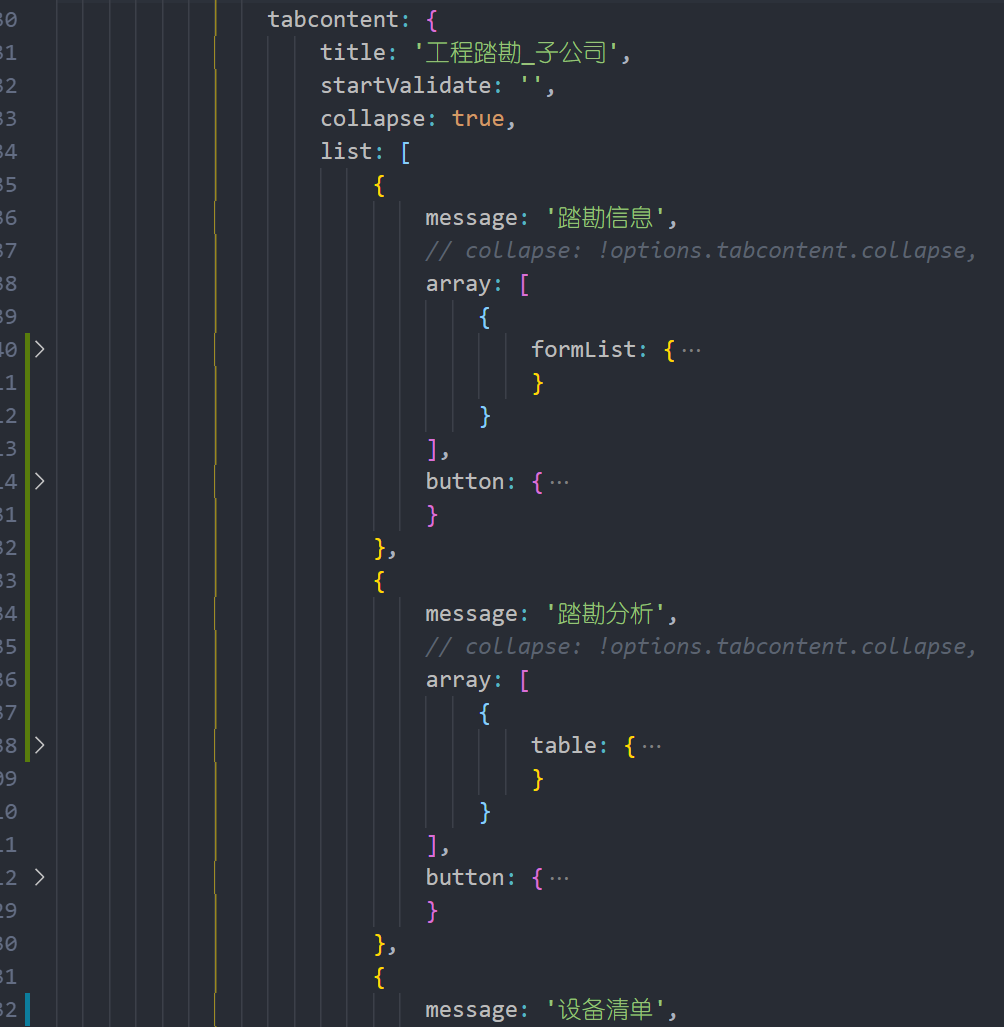 30 tabcontent: {
31 title: '工程踏勘_子公司',
32 startValidate: '',
33 collapse: true,
34 list: [
35 {
36 message: '踏勘信息',
37 // collapse: !options.tabcontent.collapse,
38 array: [
39 {
40 formList: { ···
11 }
12 }
13 ],
14 button: { ···
31 }
32 },
33 {
34 message: '踏勘分析',
35 // collapse: !options.tabcontent.collapse,
36 array: [
37 {
38 table: { ···
09 }
10 }
11 ],
12 button: { ···
29 }
30 },
31 {
32 message: '设备清单',